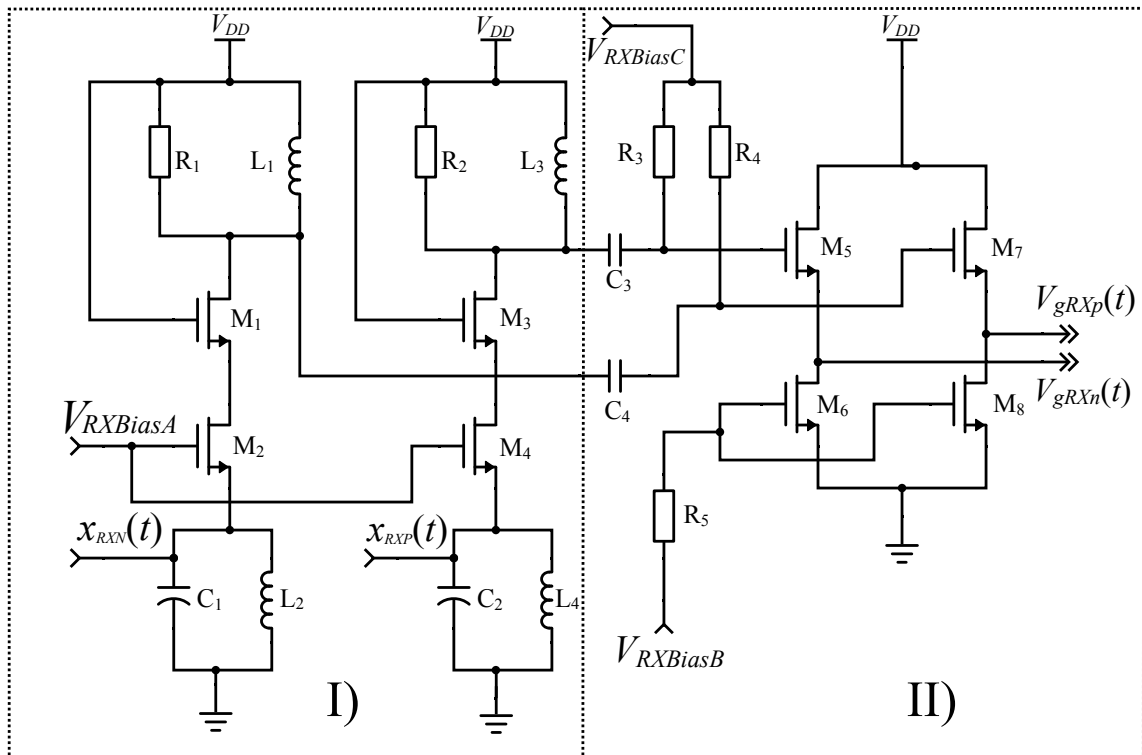 V_DD
V_DD
V_RXBiasC
V_DD
R₁
L₁
R₂
L₃
R₃
R₄
M₁
M₃
C₃
M₅
M₇
V_gRXp(t)
V_gRXn(t)
C₄
V_RXBiasA
M₂
M₄
M₆
M₈
x_RXN(t)
x_RXP(t)
R₅
C₁
L₂
C₂
L₄
V_RXBiasB
I)
II)